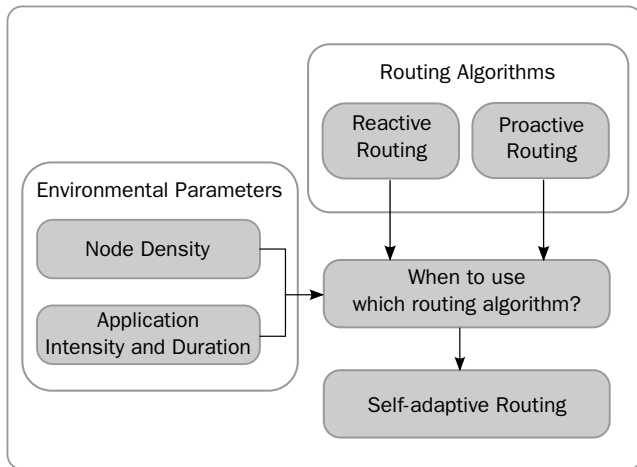 Routing Algorithms
Reactive
Routing
Proactive
Routing
Environmental Parameters
Node Density
Application
Intensity and Duration
When to use
which routing algorithm?
Self-adaptive Routing